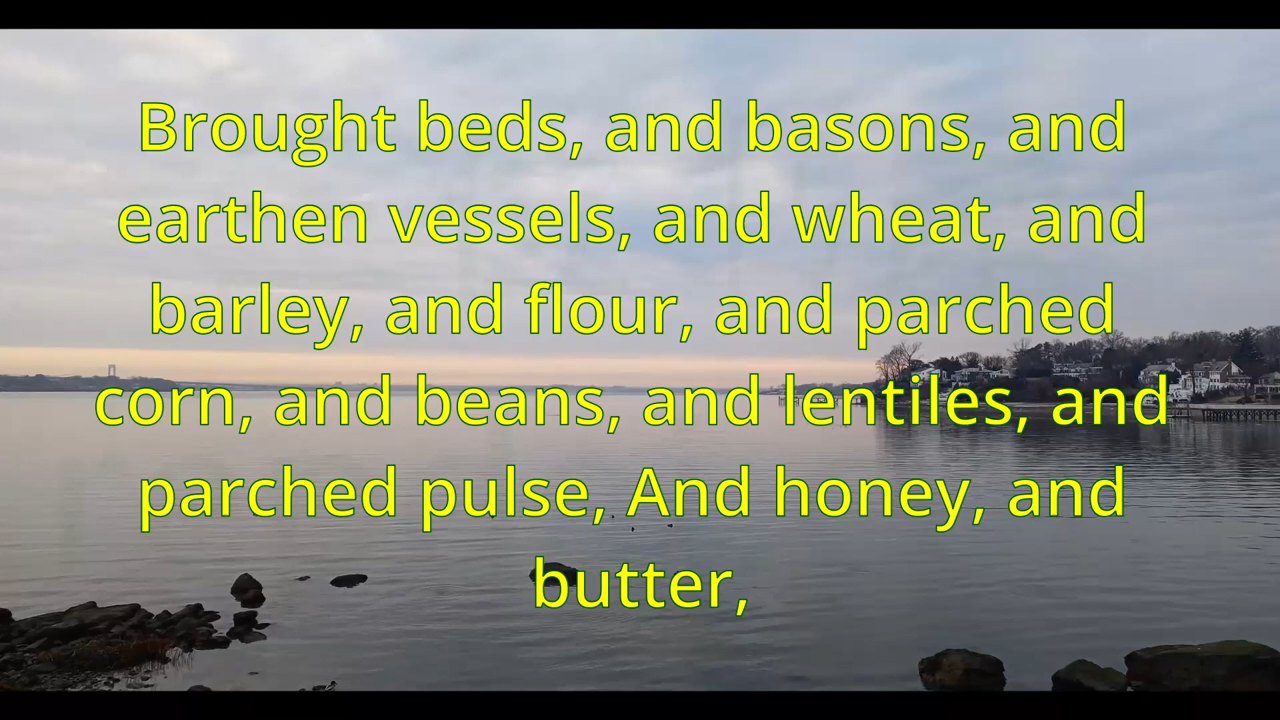 Brought beds, and basons, and
earthen vessels, and wheat, and
barley, and flour, and parched
corn, and beans, and lentiles, and
parched pulse, And honey, and
butter,